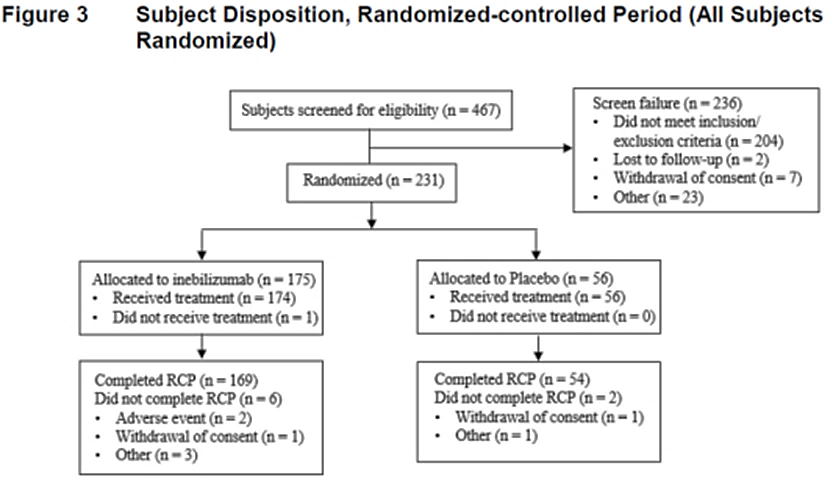 Figure 3 Subject Disposition, Randomized-controlled Period (All Subjects
Randomized)
Subjects screened for eligibility (n = 467)
Screen failure (n = 236)
• Did not meet inclusion/
exclusion criteria (n = 204)
• Lost to follow-up (n = 2)
• Withdrawal of consent (n = 7)
• Other (n = 23)
Randomized (n = 231)
Allocated to inebilizumab (n = 175)
• Received treatment (n = 174)
• Did not receive treatment (n = 1)
Allocated to Placebo (n = 56)
• Received treatment (n = 56)
• Did not receive treatment (n = 0)
Completed RCP (n = 169)
Did not complete RCP (n = 6)
• Adverse event (n = 2)
• Withdrawal of consent (n = 1)
• Other (n = 3)
Completed RCP (n = 54)
Did not complete RCP (n = 2)
• Withdrawal of consent (n = 1)
• Other (n = 1)